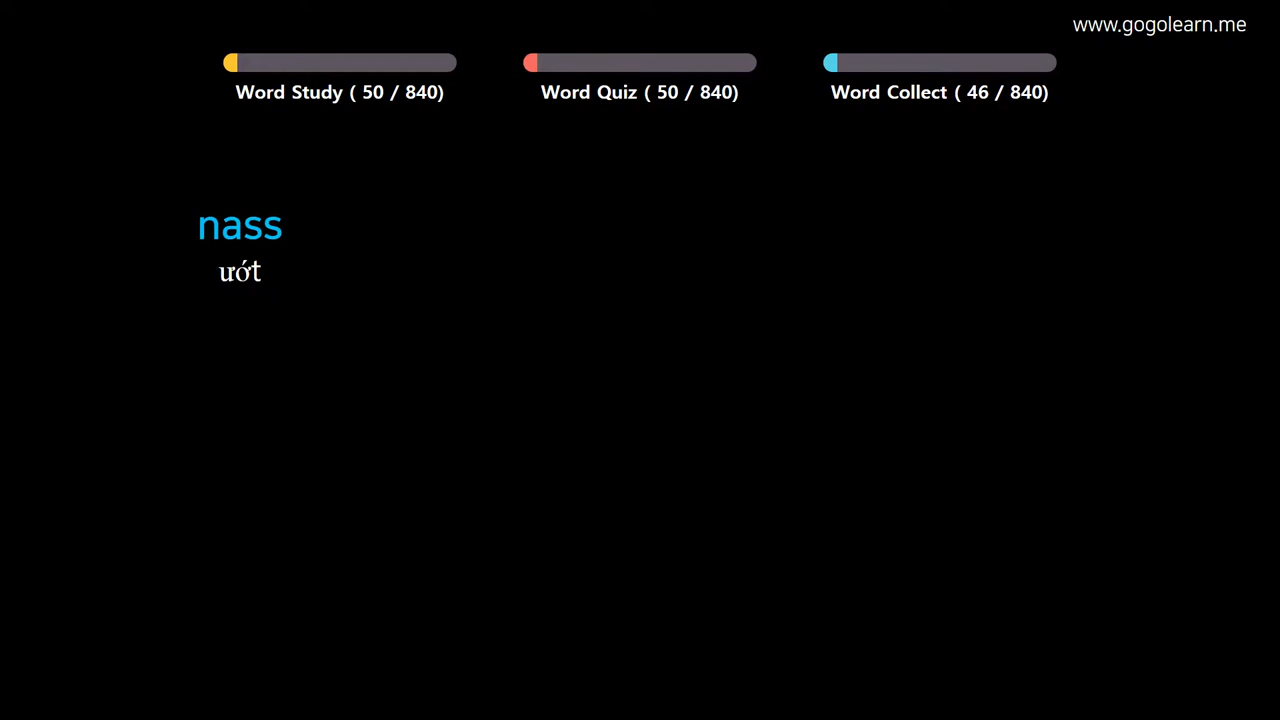 www.gogolearn.me
Word Study ( 50 / 840)
Word Quiz ( 50 / 840)
Word Collect ( 46 / 840)
nass
ướt